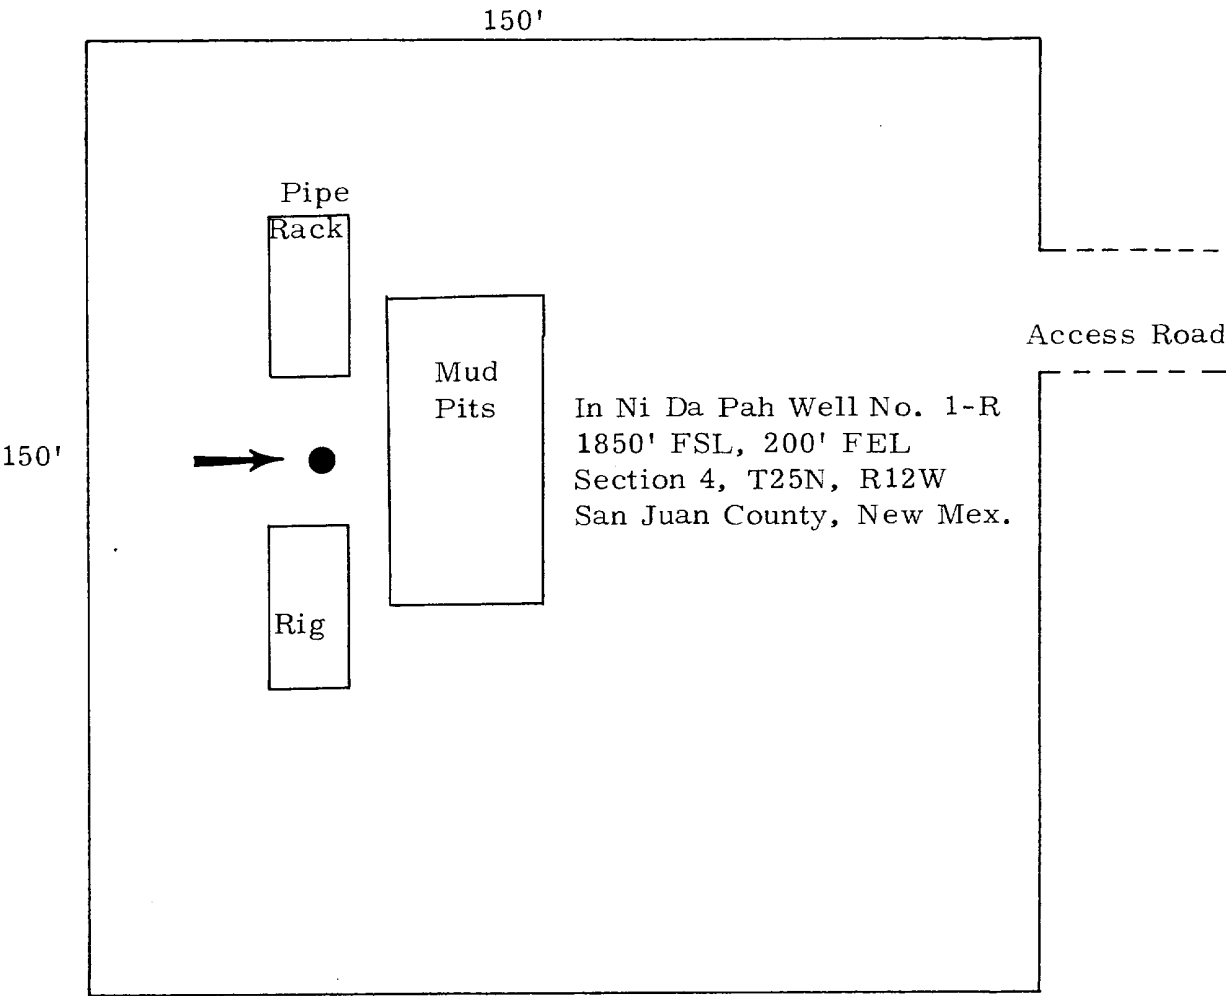 150'
Pipe
Rack
Access Road
Mud
Pits
In Ni Da Pah Well No. 1-R
1850' FSL, 200' FEL
150'
Section 4, T25N, R12W
San Juan County, New Mex.
Rig